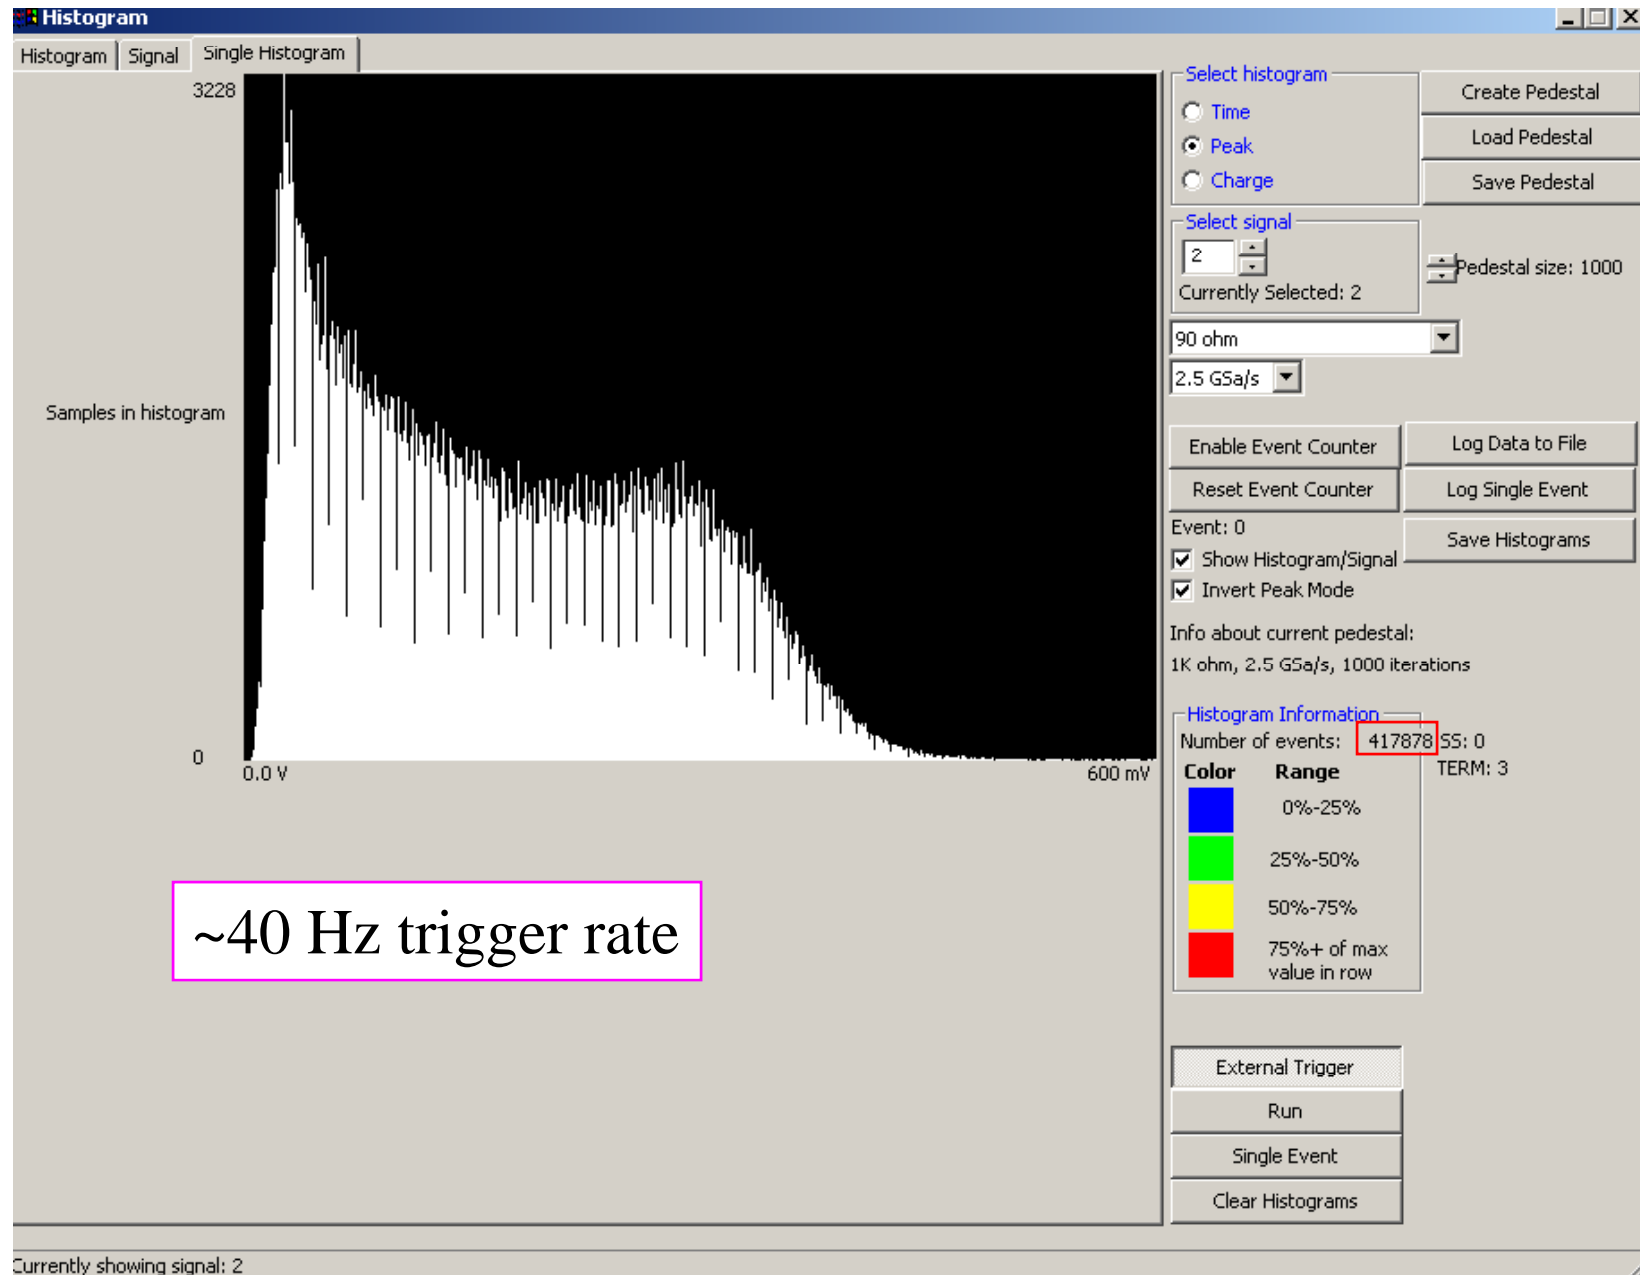 Histogram
Histogram Signal Single Histogram
3228
Samples in histogram
0
0.0 V
600 mV
~40 Hz trigger rate
Select histogram
Time
Peak
Charge
Create Pedestal
Load Pedestal
Save Pedestal
Select signal
2
Currently Selected: 2
Pedestal size: 1000
90 ohm
2.5 GSa/s
Enable Event Counter
Log Data to File
Reset Event Counter
Log Single Event
Event: 0
Save Histograms
Show Histogram/Signal
Invert Peak Mode
Info about current pedestal:
1K ohm, 2.5 GSa/s, 1000 iterations
Histogram Information
Number of events: 417878 SS: 0
Color Range TERM: 3
0%-25%
25%-50%
50%-75%
75%+ of max
value in row
External Trigger
Run
Single Event
Clear Histograms
Currently showing signal: 2